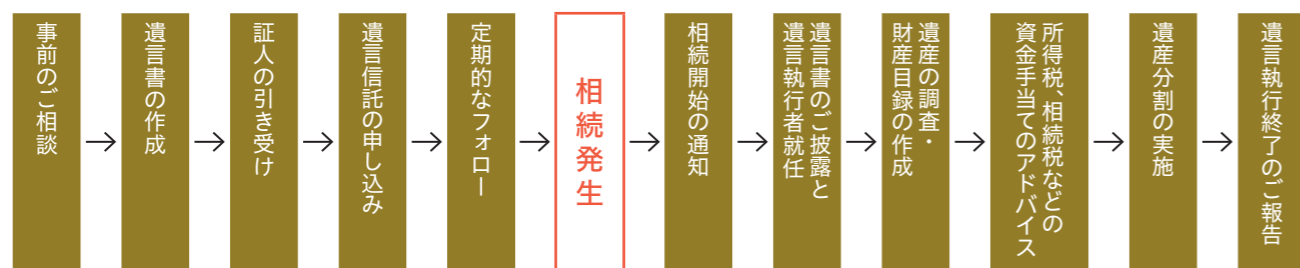 事前のご相談
遺言書の作成
証人の引き受け
遺言信託の申し込み
定期的なフォロー
相続発生
相続開始の通知
遺言書のご披露と
遺言執行者就任
遺産の調査・
財産目録の作成
所得税、相続税などの
資金手当てのアドバイス
遺産分割の実施
遺言執行終了のご報告